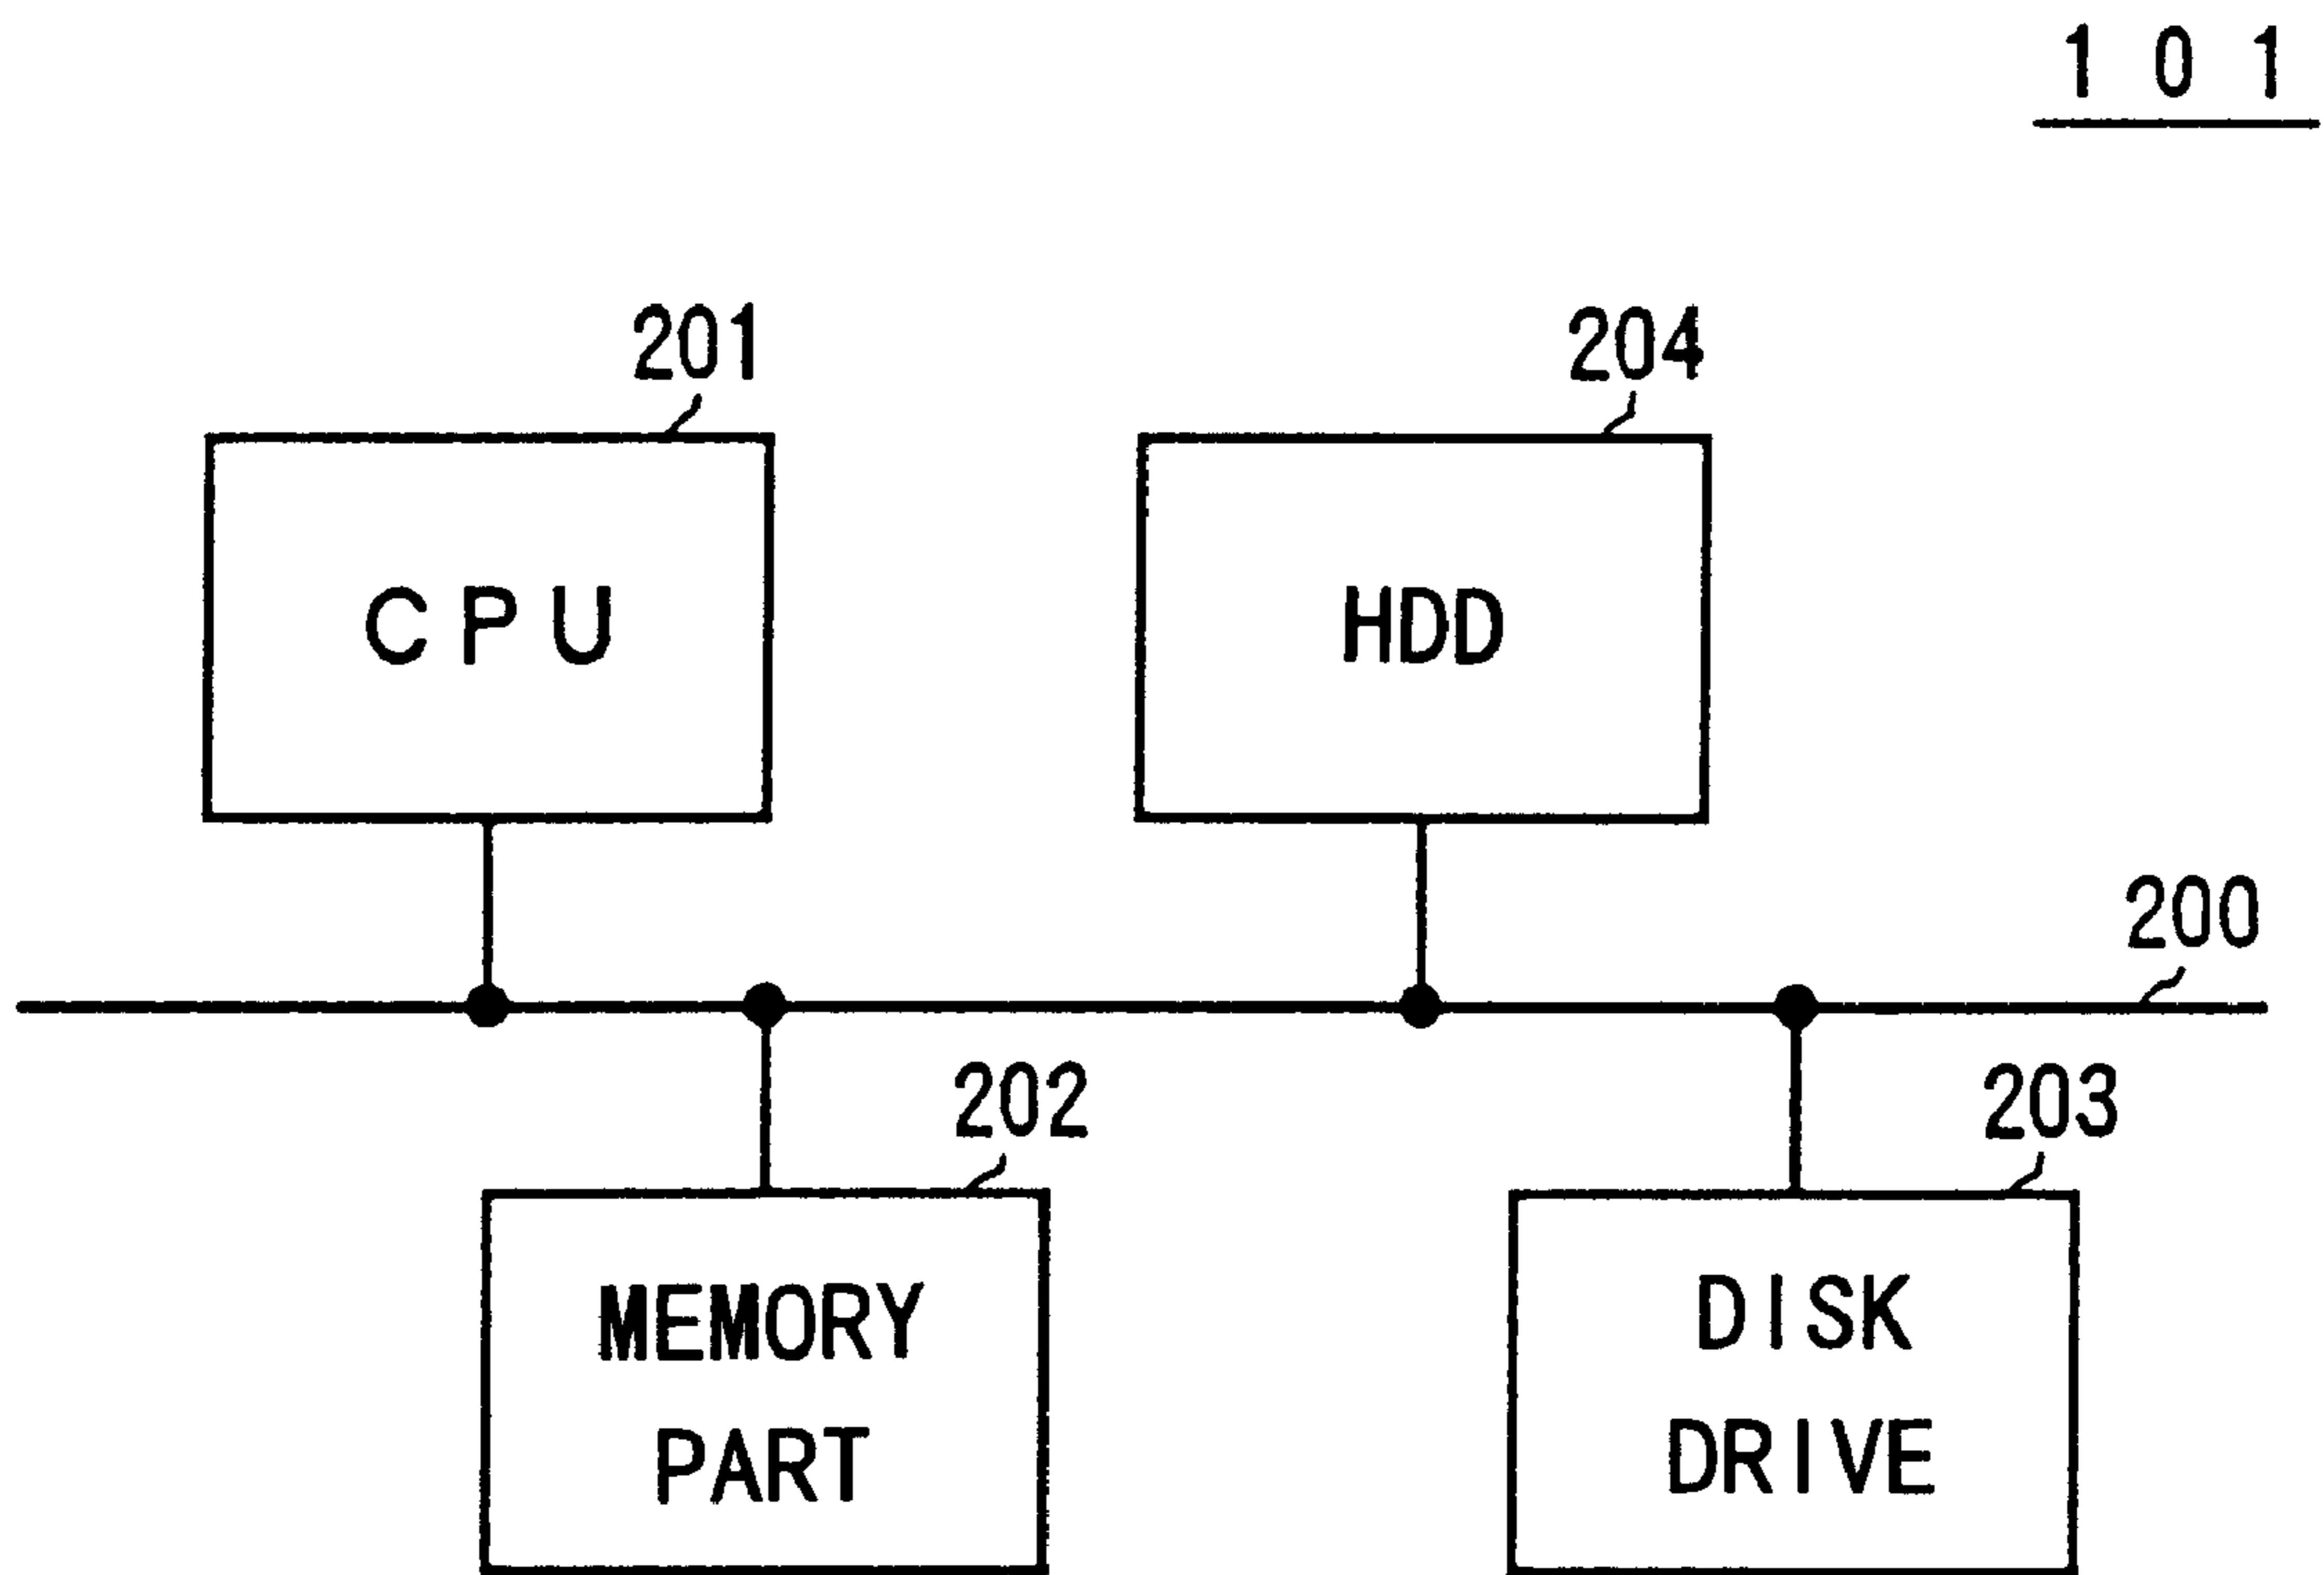 101
201
204
CPU
HDD
200
202
203
MEMORY
PART
DISK
DRIVE